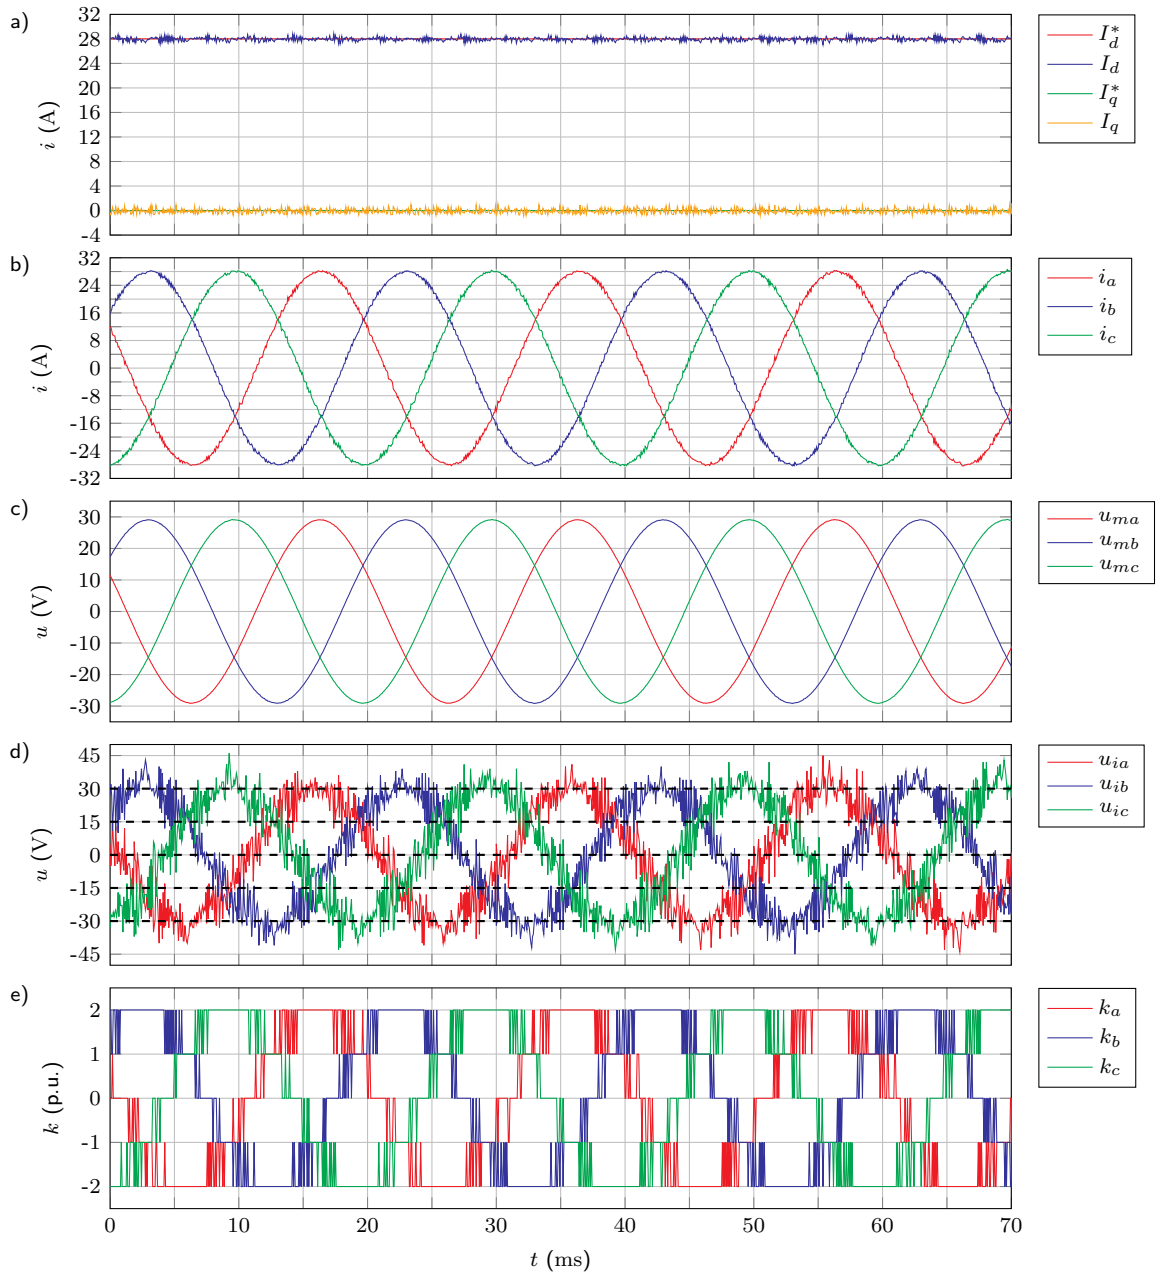 a)
32
28
24
20
16
12
8
4
0
-4
i (A)
I*d
Id
I*q
Iq
b)
32
28
16
12
0
-8
-16
-24
-32
i (A)
ia
ib
ic
c)
30
20
10
0
-10
-20
-30
u (V)
uma
umb
umc
d)
45
30
15
0
-15
-30
-45
u (V)
uia
uib
uic
e)
2
1
0
-1
-2
k (p.u.)
ka
kb
kc
0 10 20 30 40 50 60 70
t (ms)